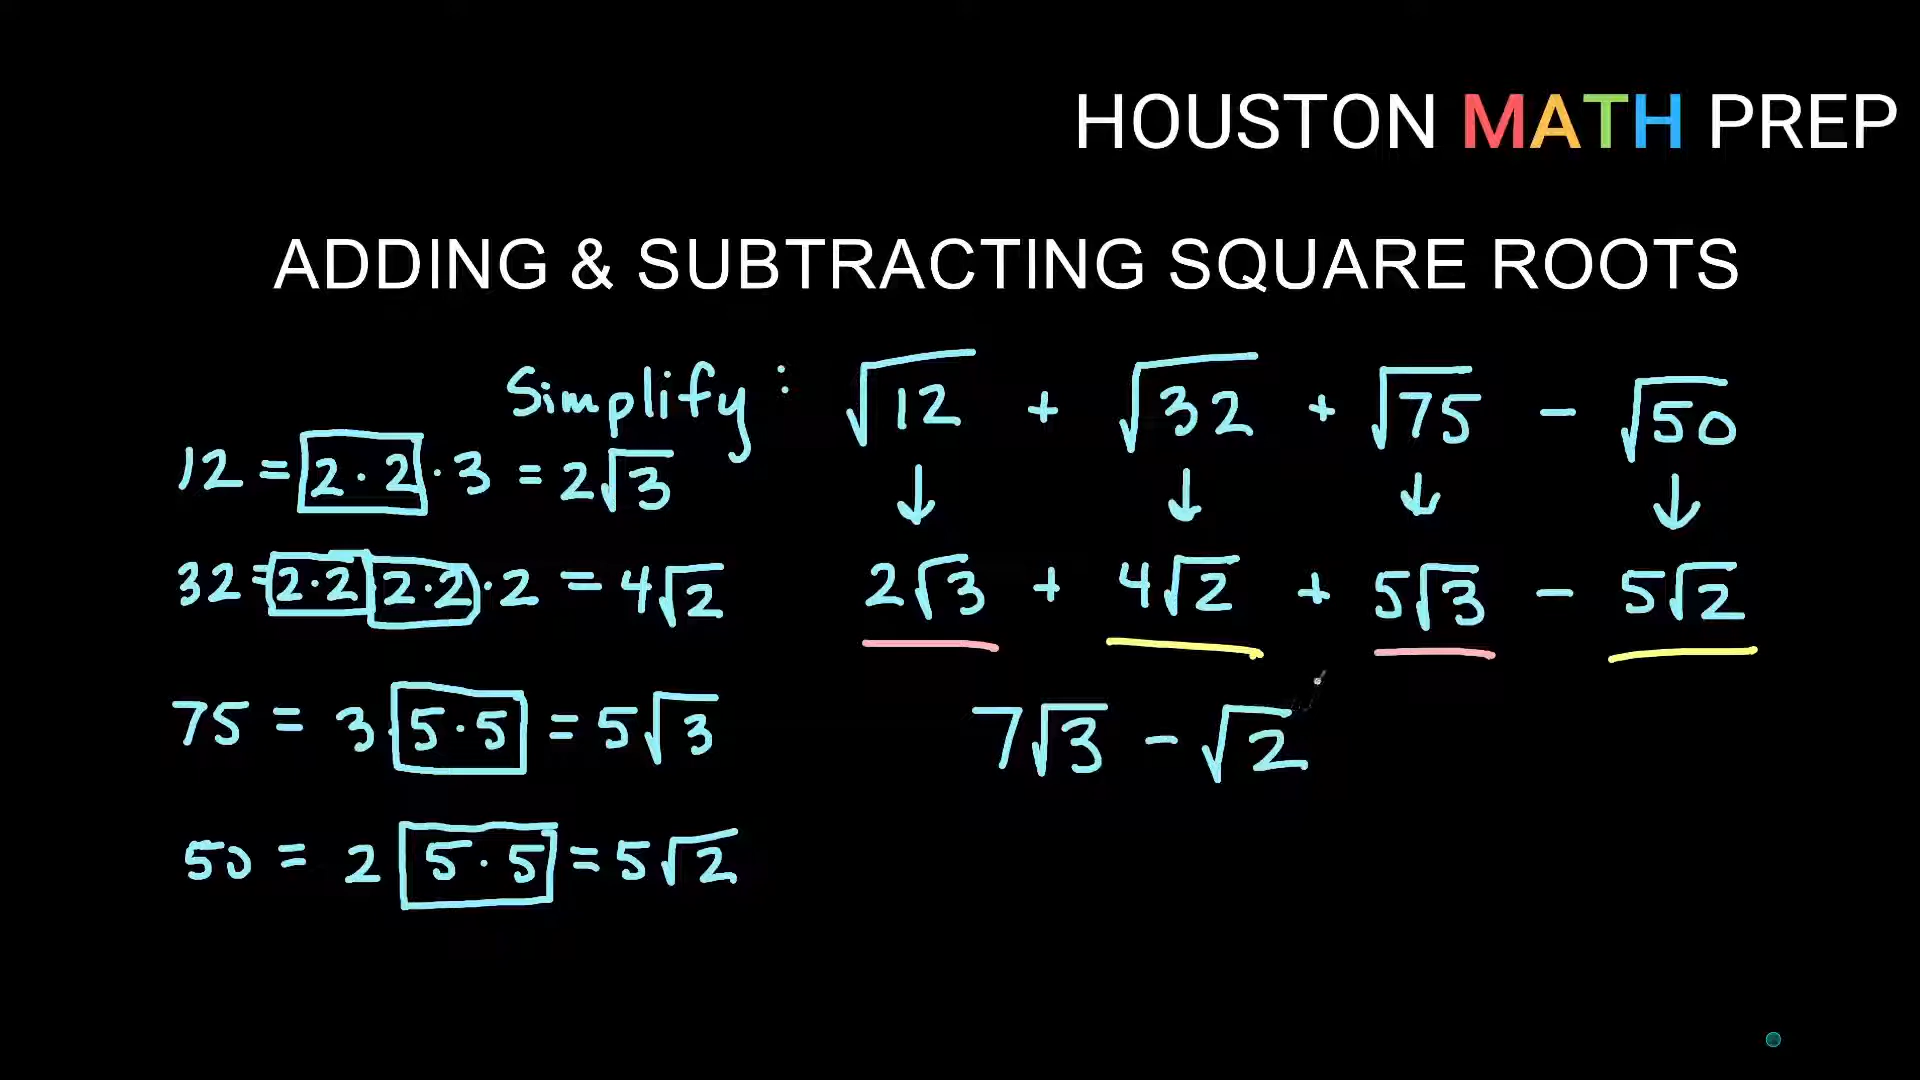 HOUSTON MATH PREP
ADDING & SUBTRACTING SQUARE ROOTS
Simplify: √12 + √32 + √75 − √50
↓ ↓ ↓ ↓
2√3 + 4√2 + 5√3 − 5√2
7√3 − √2
12 = 2·2·3 = 2√3
32 = 2·2 2·2·2 = 4√2
75 = 3·5·5 = 5√3
50 = 2 5·5 = 5√2